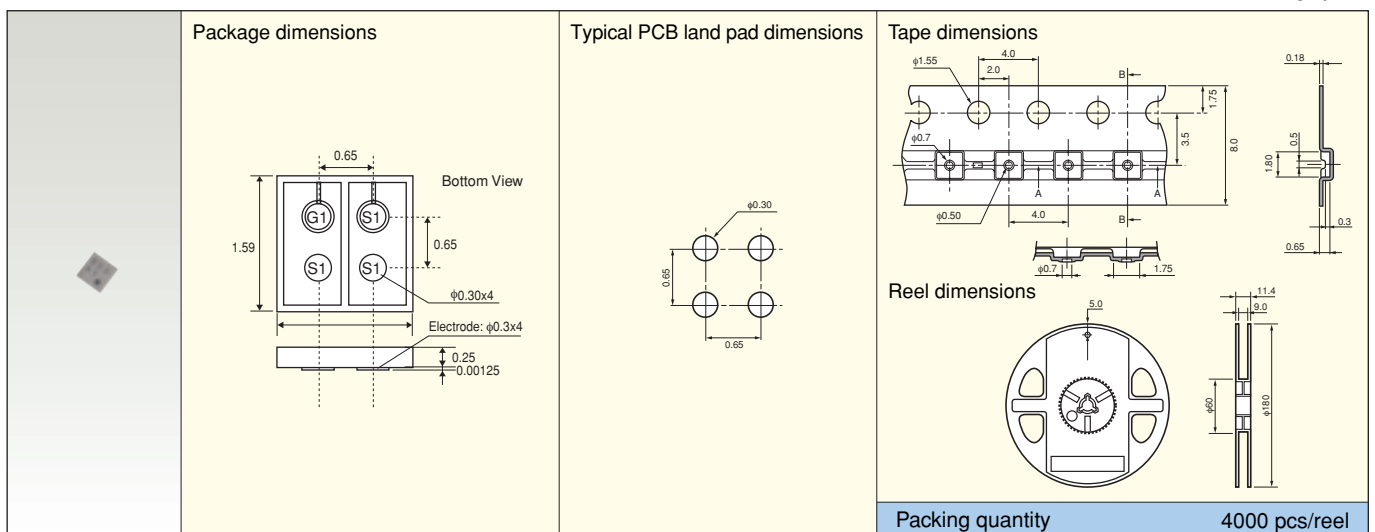 Package dimensions
0.65
Bottom View
G1
S1
1.59
0.65
S1
S1
φ0.30x4
Electrode: φ0.3x4
0.25
0.00125
Typical PCB land pad dimensions
φ0.30
0.65
0.65
Tape dimensions
φ1.55
4.0
2.0
B
1.75
0.18
φ0.7
3.5
8.0
0.5
1.80
A
A
φ0.50
4.0
B
0.3
0.65
φ0.7
1.75
Reel dimensions
5.0
11.4
9.0
φ60
φ180
Packing quantity
4000 pcs/reel